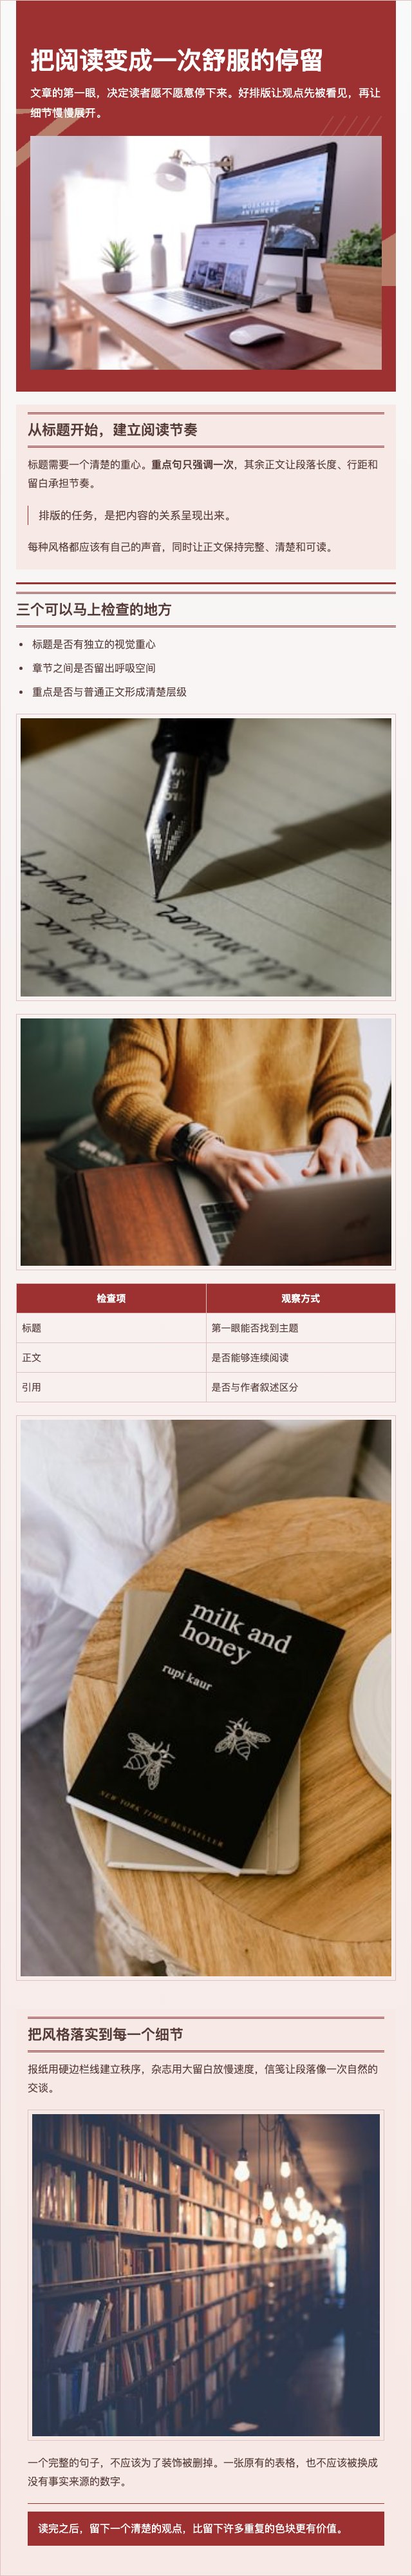 把阅读变成一次舒服的停留
文章的第一眼，决定读者愿不愿意停下来。好排版让观点先被看见，再让
细节慢慢展开。
从标题开始，建立阅读节奏
标题需要一个清楚的重心。重点句只强调一次，其余正文让段落长度、行距和
留白承担节奏。
排版的任务，是把内容的关系呈现出来。
每种风格都应该有自己的声音，同时让正文保持完整、清楚和可读。
三个可以马上检查的地方
• 标题是否有独立的视觉重心
• 章节之间是否留出呼吸空间
• 重点是否与普通正文形成清楚层级
检查项 观察方式
标题 第一眼能否找到主题
正文 是否能够连续阅读
引用 是否与作者叙述区分
milk and
honey
rupi kaur
NEW YORK TIMES BESTSELLER
把风格落实到每一个细节
报纸用硬边栏线建立秩序，杂志用大留白放慢速度，信笺让段落像一次自然的
交谈。
一个完整的句子，不应该为了装饰被删掉。一张原有的表格，也不应该被换成
没有事实来源的数字。
读完之后，留下一个清楚的观点，比留下许多重复的色块更有价值。